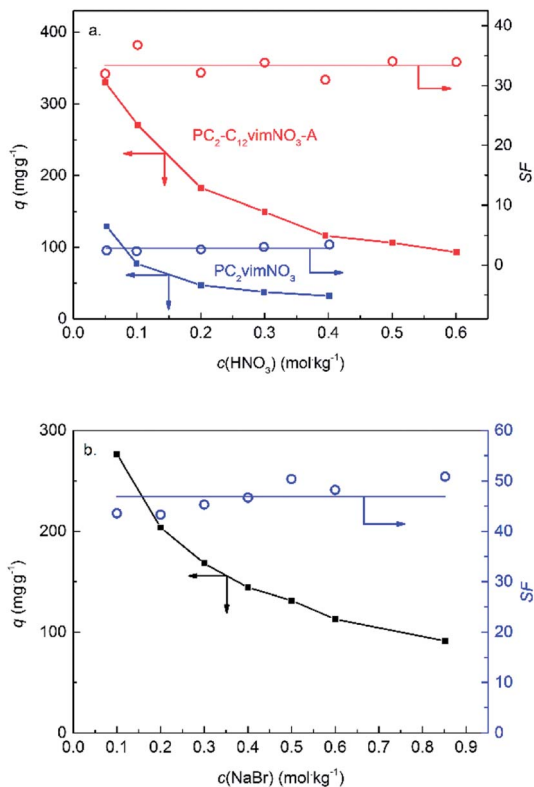 a.
400
300
200
100
0
q (mg g⁻¹)
40
30
20
10
0
SF
PC₂-C₁₂vimNO₃-A
PC₂vimNO₃
0.0 0.1 0.2 0.3 0.4 0.5 0.6
c(HNO₃) (mol·kg⁻¹)
b.
300
200
100
0
q (mg g⁻¹)
60
50
40
30
20
10
0
SF
0.0 0.1 0.2 0.3 0.4 0.5 0.6 0.7 0.8 0.9
c(NaBr) (mol·kg⁻¹)